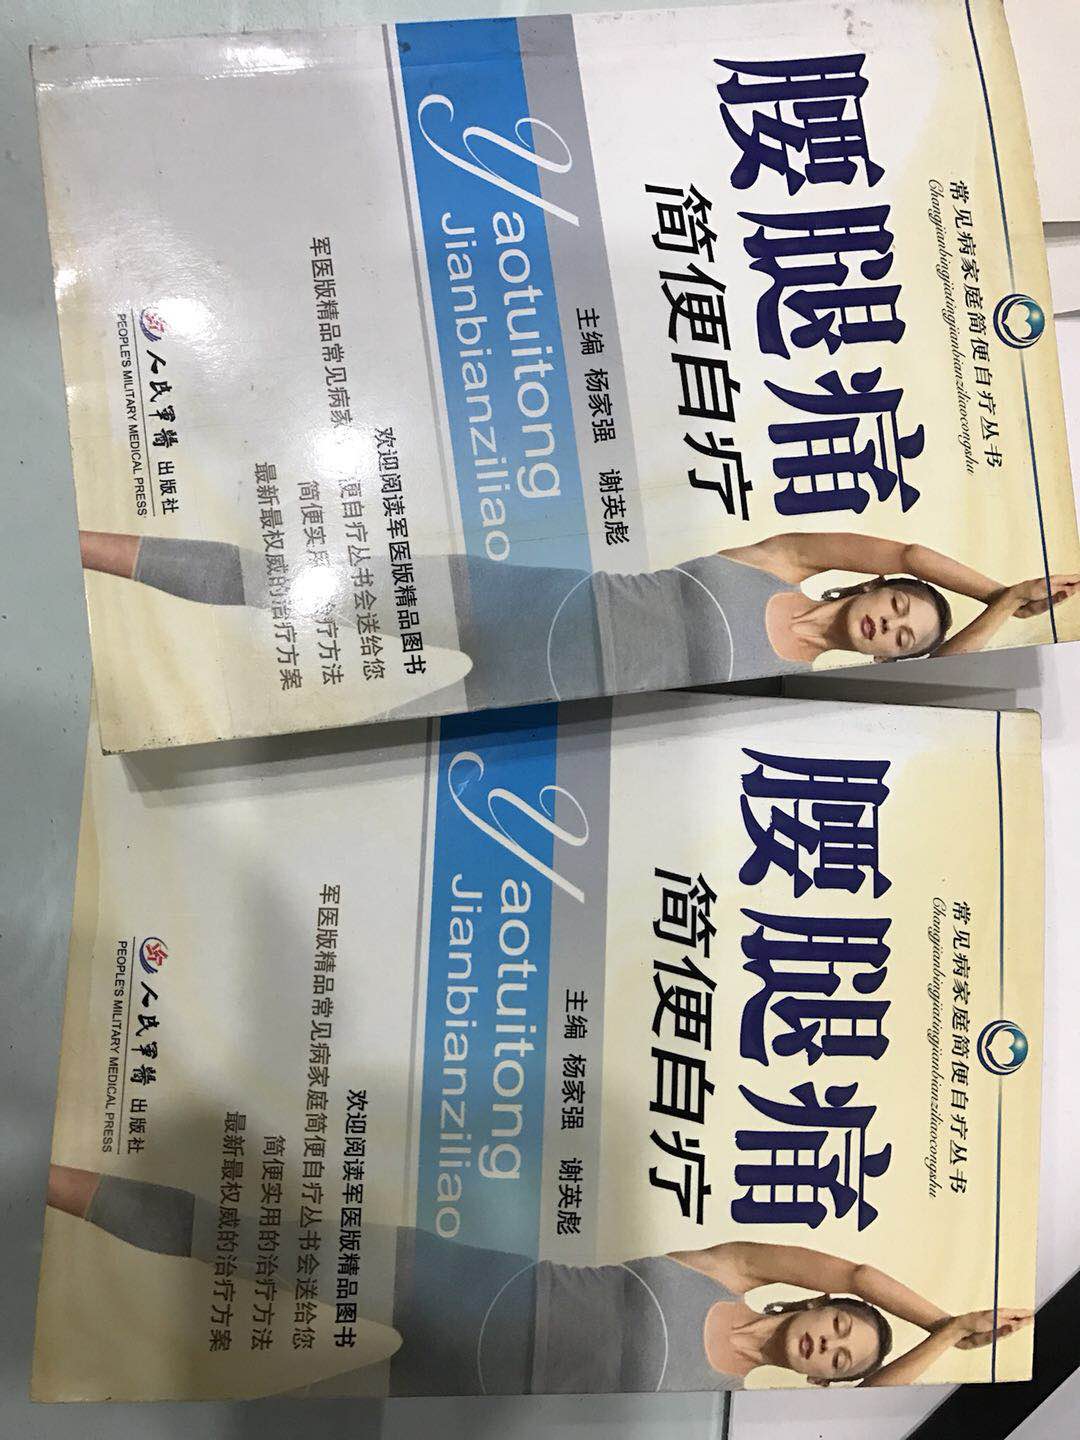 常见病家庭简便自疗丛书
Changjianbingjiatingjianbianziliaocongshu
腰腿痛
简便自疗
主编 杨家强 谢英彪
Yaotuitong
Jianbianziliao
欢迎阅读军医版精品图书
军医版精品常见病家 便自疗丛书会送给您
简便实用 治疗方法
最新最权威的治疗方案
人民軍醫 出版社
PEOPLE'S MILITARY MEDICAL PRESS
常见病家庭简便自疗丛书
Changjianbingjiatingjianbianziliaocongshu
腰腿痛
简便自疗
主编 杨家强 谢英彪
Yaotuitong
Jianbianziliao
欢迎阅读军医版精品图书
军医版精品常见病家庭简便自疗丛书会送给您
简便实用的治疗方法
最新最权威的治疗方案
人民軍醫 出版社
PEOPLE'S MILITARY MEDICAL PRESS